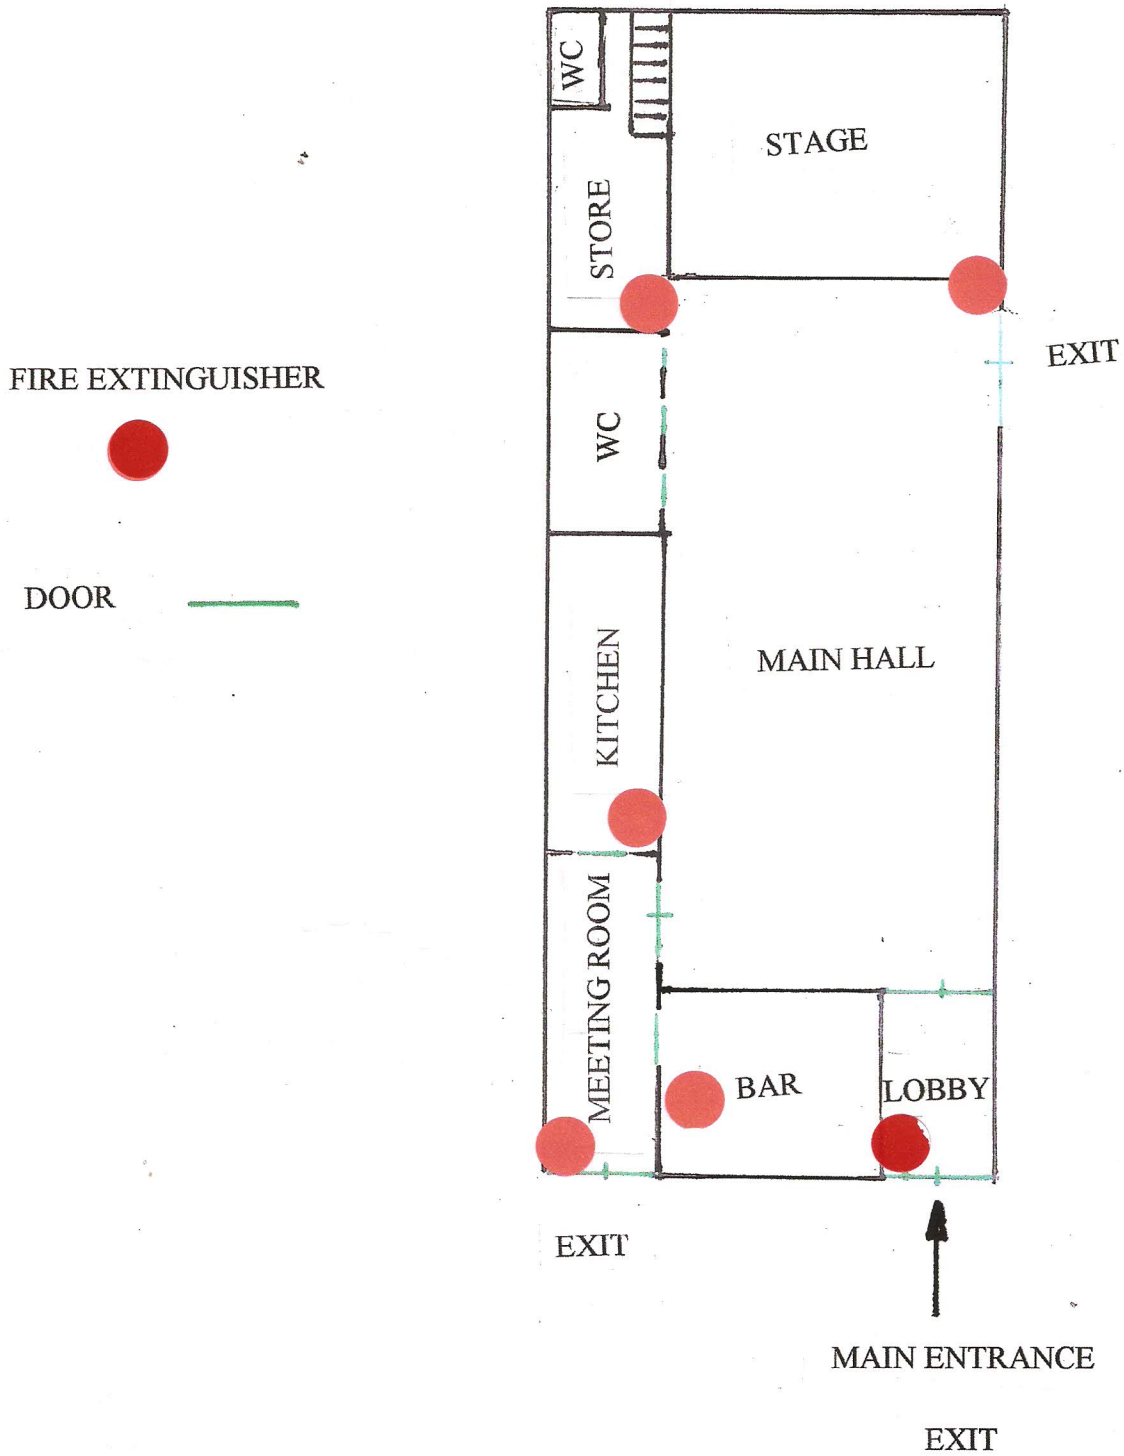 WC
STAGE
STORE
EXIT
FIRE EXTINGUISHER
WC
DOOR
KITCHEN
MAIN HALL
MEETING ROOM
BAR
LOBBY
EXIT
MAIN ENTRANCE
EXIT